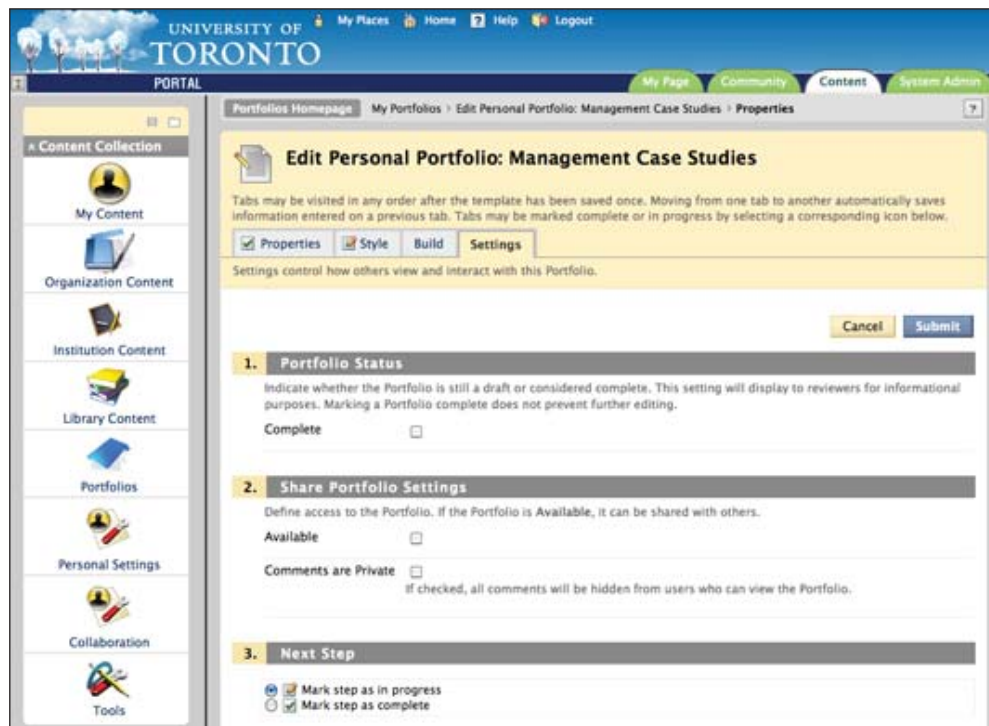 UNIVERSITY OF
TORONTO
My Places Home ? Help Logout
PORTAL
My Page Community Content System Admin
Portfolios Homepage My Portfolios > Edit Personal Portfolio: Management Case Studies > Properties ?
Content Collection
My Content
Organization Content
Institution Content
Library Content
Portfolios
Personal Settings
Collaboration
Tools
Edit Personal Portfolio: Management Case Studies
Tabs may be visited in any order after the template has been saved once. Moving from one tab to another automatically saves
information entered on a previous tab. Tabs may be marked complete or in progress by selecting a corresponding icon below.
Properties Style Build Settings
Settings control how others view and interact with this Portfolio.
Cancel Submit
1. Portfolio Status
Indicate whether the Portfolio is still a draft or considered complete. This setting will display to reviewers for informational
purposes. Marking a Portfolio complete does not prevent further editing.
Complete
2. Share Portfolio Settings
Define access to the Portfolio. If the Portfolio is Available, it can be shared with others.
Available
Comments are Private
If checked, all comments will be hidden from users who can view the Portfolio.
3. Next Step
Mark step as in progress
Mark step as complete